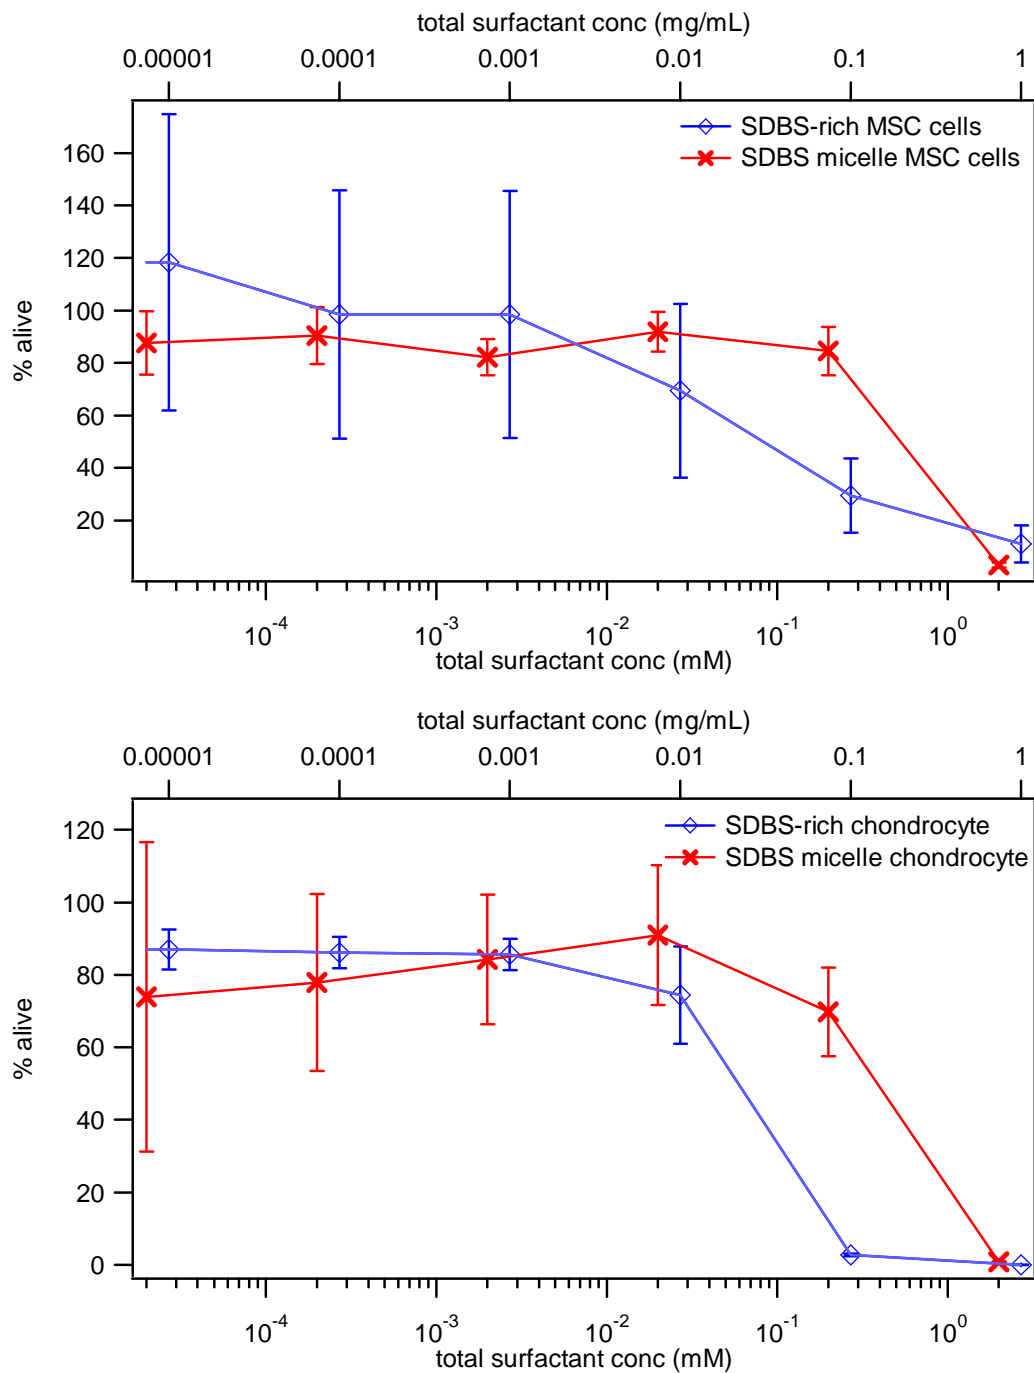 total surfactant conc (mg/mL)
0.00001 0.0001 0.001 0.01 0.1 1
SDBS-rich MSC cells
SDBS micelle MSC cells
160
140
120
100
80
60
40
20
% alive
10⁻⁴ 10⁻³ 10⁻² 10⁻¹ 10⁰
total surfactant conc (mM)
total surfactant conc (mg/mL)
0.00001 0.0001 0.001 0.01 0.1 1
SDBS-rich chondrocyte
SDBS micelle chondrocyte
120
100
80
60
40
20
0
% alive
10⁻⁴ 10⁻³ 10⁻² 10⁻¹ 10⁰
total surfactant conc (mM)